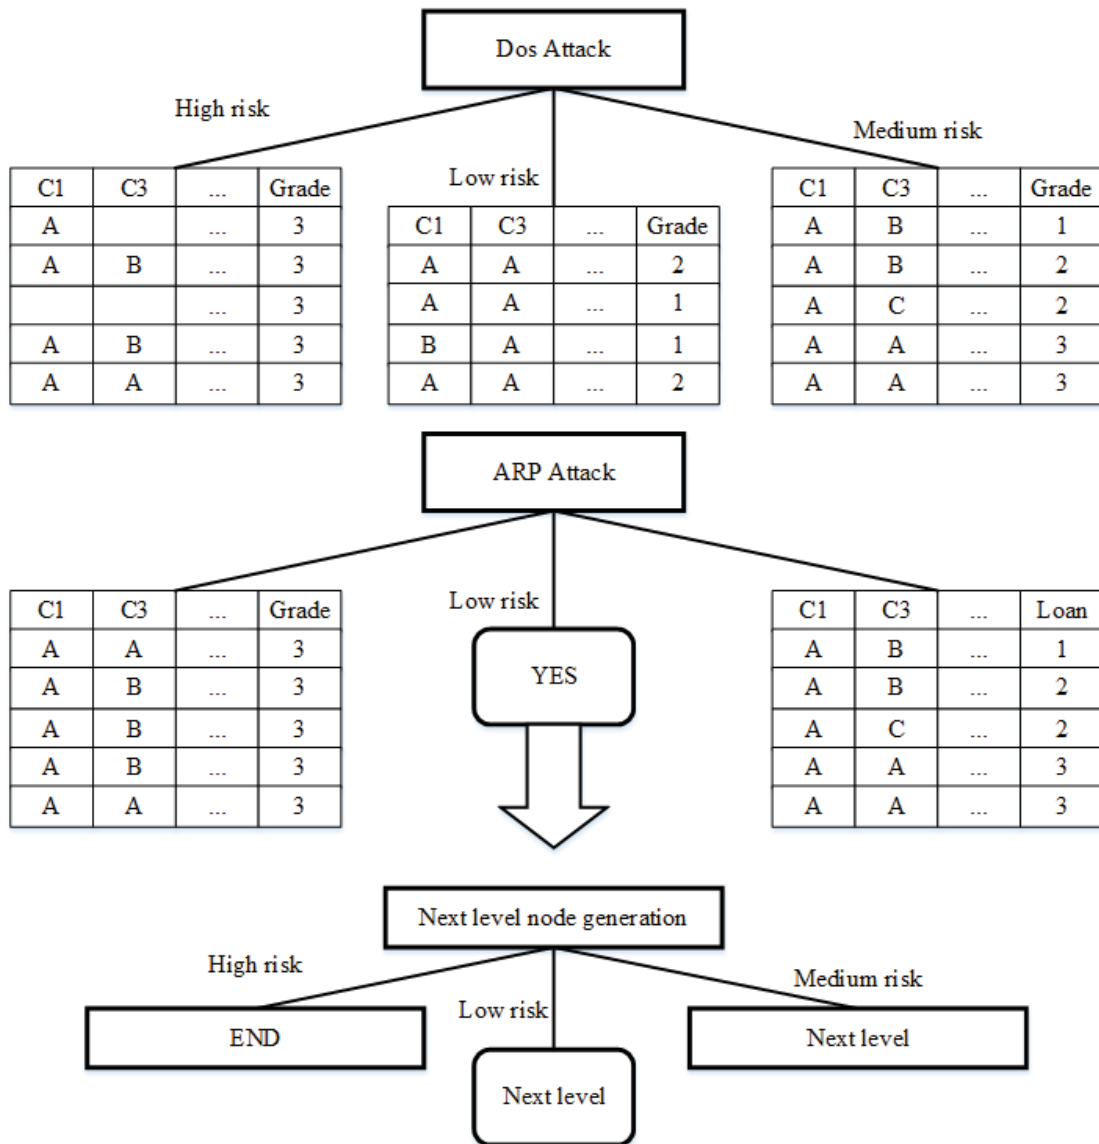 Dos Attack
High risk
Low risk
Medium risk
C1 C3 ... Grade
A ... 3
A B ... 3
... 3
A B ... 3
A A ... 3
C1 C3 ... Grade
A A ... 2
A A ... 1
B A ... 1
A A ... 2
C1 C3 ... Grade
A B ... 1
A B ... 2
A C ... 2
A A ... 3
A A ... 3
ARP Attack
Low risk
C1 C3 ... Grade
A A ... 3
A B ... 3
A B ... 3
A B ... 3
A A ... 3
YES
C1 C3 ... Loan
A B ... 1
A B ... 2
A C ... 2
A A ... 3
A A ... 3
Next level node generation
High risk
Low risk
Medium risk
END
Next level
Next level